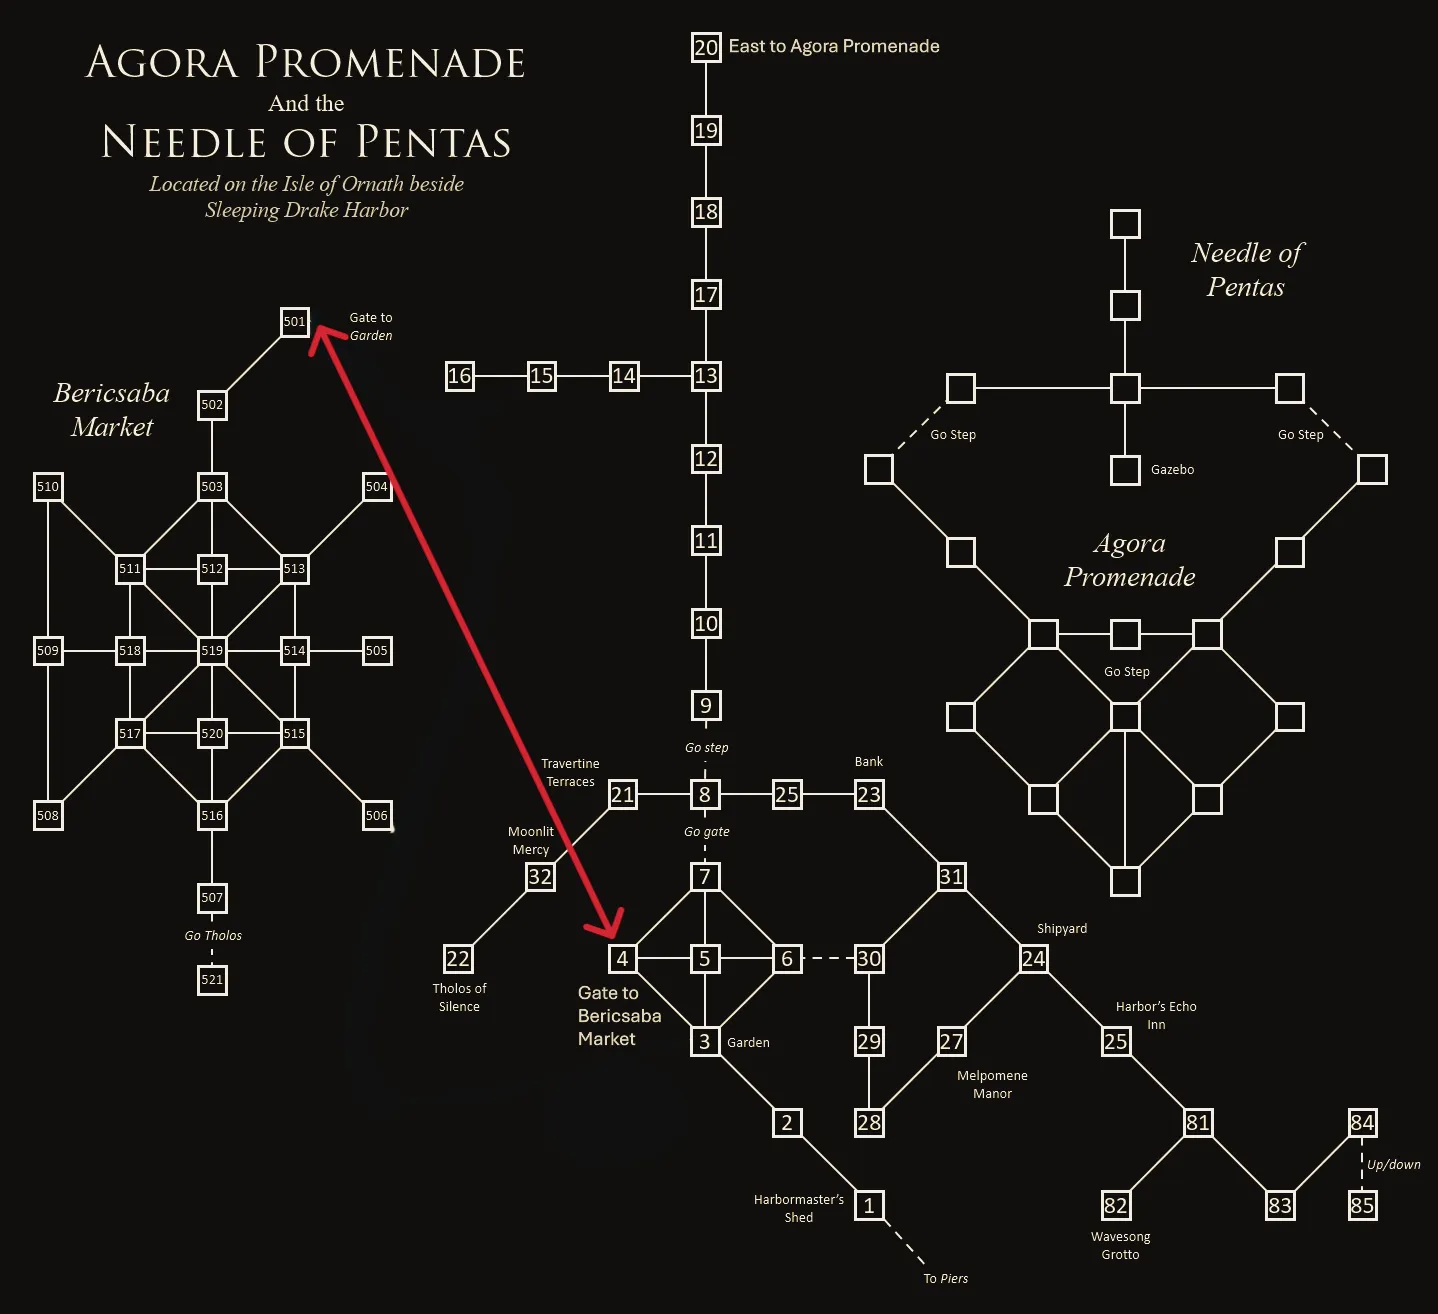 AGORA PROMENADE
And the
NEEDLE OF PENTAS
Located on the Isle of Ornath beside
Sleeping Drake Harbor
20 East to Agora Promenade
19
18
17
16 15 14 13
12
11
10
9
Go step
Travertine
Terraces
Bank
21 8 25 23
Go gate
Moonlit
Mercy
32 7 31
22 4 5 6 30 24
Shipyard
Tholos of
Silence
Gate to
Bericsaba
Market
3 Garden
29 27 25
Harbor's Echo
Inn
Melpomene
Manor
2 28 81 84
Up/down
Harbormaster's
Shed
1 82 83 85
Wavesong
Grotto
To Piers
Bericsaba
Market
501
Gate to
Garden
502
510 503 504
511 512 513
509 518 519 514 505
517 520 515
508 516 506
507
Go Tholos
521
Needle of
Pentas
Go Step
Go Step
Gazebo
Agora
Promenade
Go Step